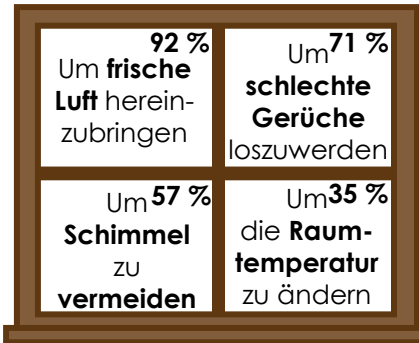 92 %
Um frische
Luft herein-
zubringen
Um 71 %
schlechte
Gerüche
loszuwerden
Um 57 %
Schimmel
zu
vermeiden
Um 35 %
die Raum-
temperatur
zu ändern